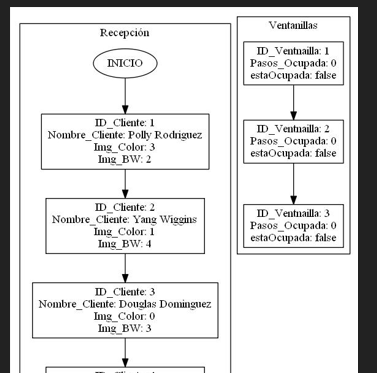 Recepción
INICIO
ID_Cliente: 1
Nombre_Cliente: Polly Rodriguez
Img_Color: 3
Img_BW: 2
ID_Cliente: 2
Nombre_Cliente: Yang Wiggins
Img_Color: 1
Img_BW: 4
ID_Cliente: 3
Nombre_Cliente: Douglas Dominguez
Img_Color: 0
Img_BW: 3
Ventanillas
ID_Ventnailla: 1
Pasos_Ocupada: 0
estaOcupada: false
ID_Ventnailla: 2
Pasos_Ocupada: 0
estaOcupada: false
ID_Ventnailla: 3
Pasos_Ocupada: 0
estaOcupada: false